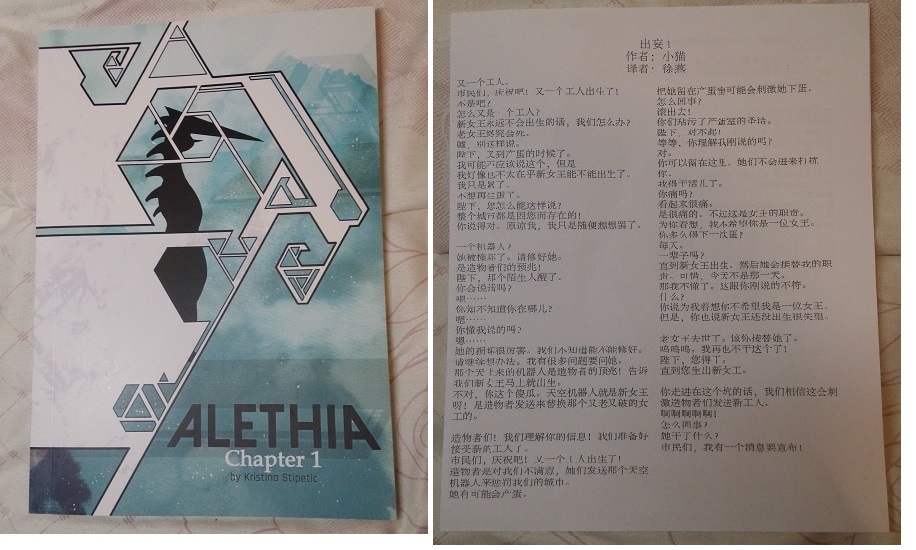 ALETHIA
Chapter 1
by Kristina Stipetic
出妄 1
作者：小猫
译者：徐燕
又一个工人。
市民们，庆祝吧！又一个工人出生了！
不是吧？
怎么又是一个工人？
新女王永远不会出生的话，我们怎么办？
老女王终究会死。
嘘，别这样说。
陛下，又到产蛋的时候了。
我可能不应该说这个，但是……
我好像也不太在乎新女王能不能出生了。
我只是累了。
不想再生蛋了。
陛下，您怎么能这样说？
整个城市都是因您而存在的！
你说得对。原谅我，我只是随便想想罢了。
一个机器人？
她被掩坏了。请修好她。
是造物者们的预兆！
陛下，那个陌生人醒了。
你会说话吗？
嗯……
你知不知道你在哪儿？
嗯……
你懂我说的吗？
嗯……
她的损坏很厉害。我们不知道能不能修好。
请继续想办法。我有很多问题要问她。
那个天上来的机器人是造物者的预兆！告诉
我们新女王马上就出生。
不对，你这个傻瓜。天空机器人就是新女王
呀！是造物者发送来替换那个又老又破的女
工的。
造物者们！我们理解你的信息！我们准备好
接受新的工人了。
市民们，庆祝吧！又一个工人出生了！
造物者是对我们不满意，她们发送那个天空
机器人来惩罚我们的城市。
她有可能会产蛋。
把她留在产蛋室可能会刺激她下蛋。
怎么回事？
滚出去！
你们玷污了产蛋室的圣洁。
陛下，对不起！
等等，你理解我刚说的吗？
对。
你可以留在这里。她们不会进来打扰
你。
我得干活儿了。
你痛吗？
看起来很痛。
是很痛的。不过这是女王的职责。
为你着想，我不希望你是一位女王。
你多久得下一次蛋？
每天。
一辈子吗？
直到新女王出生。然后她会接替我的职
责。可惜，今天不是那一天。
那我不懂了。这跟你刚说的不符。
什么？
你说为我着想你不希望我是一位女王。
但是，你也说新女王还没出生很失望。
老女王去世了。该你接替她了。
呜呜呜。我再也不干这个了！
陛下，您得干。
直到您生出新女工。
你走进在这个坑的话，我们相信这会刺
激造物者们发送新工人。
啊啊啊啊啊！
怎么回事？
她干了什么？
市民们，我有一个消息要宣布！